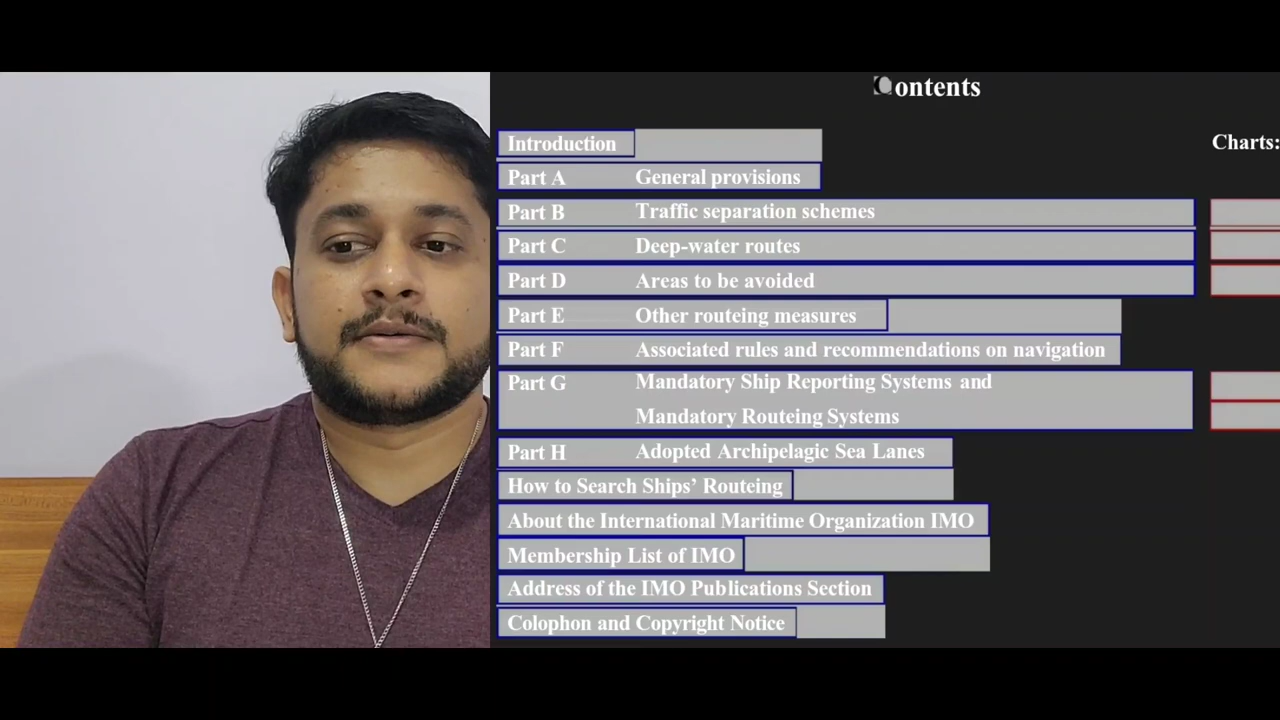 Contents
Introduction
Charts:
Part A General provisions
Part B Traffic separation schemes
Part C Deep-water routes
Part D Areas to be avoided
Part E Other routeing measures
Part F Associated rules and recommendations on navigation
Part G Mandatory Ship Reporting Systems and
Mandatory Routeing Systems
Part H Adopted Archipelagic Sea Lanes
How to Search Ships’ Routeing
About the International Maritime Organization IMO
Membership List of IMO
Address of the IMO Publications Section
Colophon and Copyright Notice